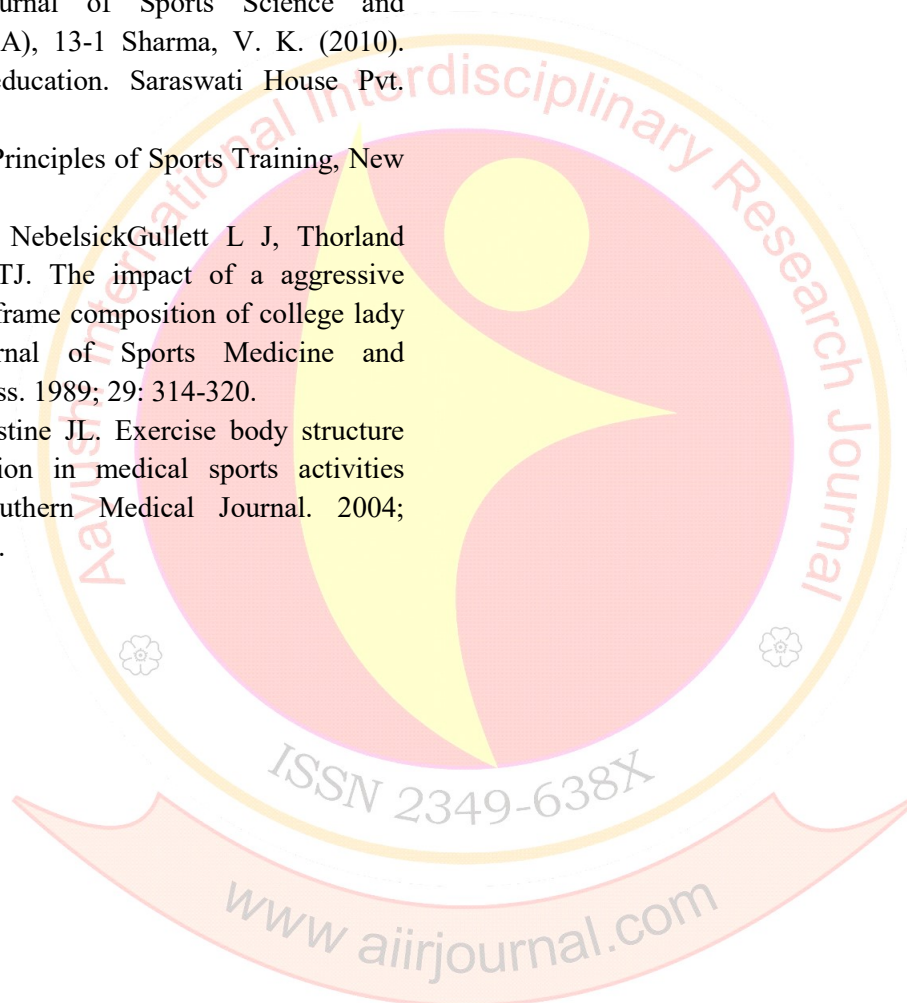 urnal of Sports Science and
A), 13-1 Sharma, V. K. (2010).
education. Saraswati House Pvt.
Principles of Sports Training, New
NebelsickGullett L J, Thorland
TJ. The impact of a aggressive
frame composition of college lady
rnal of Sports Medicine and
ss. 1989; 29: 314-320.
stine JL. Exercise body structure
ion in medical sports activities
uthern Medical Journal. 2004;
.
Aayushi International Interdisciplinary Research Journal
ISSN 2349-638X
www aiirjournal.com